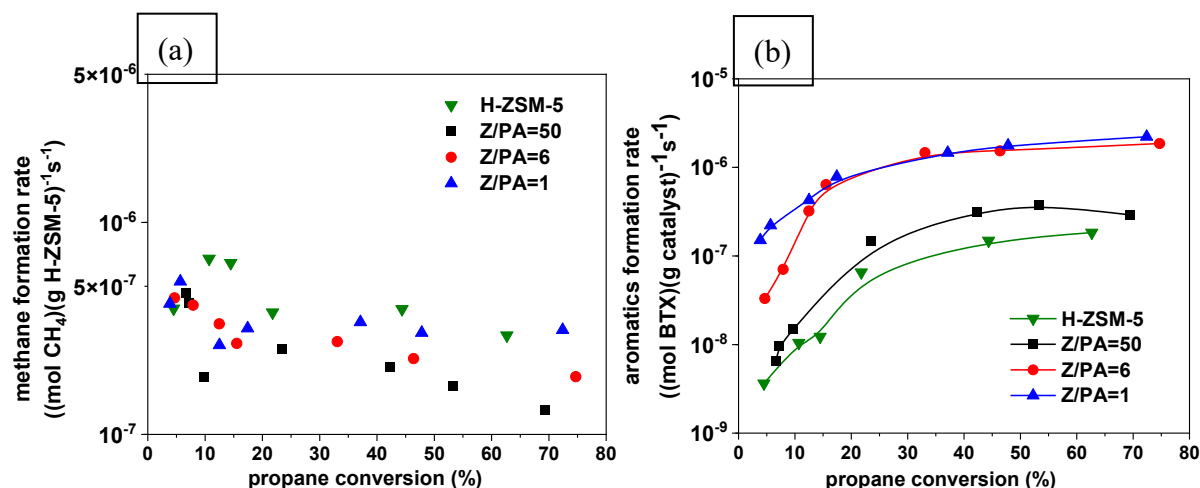 (a)
methane formation rate
((mol CH₄)(g H-ZSM-5)⁻¹s⁻¹)
5×10⁻⁶
10⁻⁶
5×10⁻⁷
10⁻⁷
H-ZSM-5
Z/PA=50
Z/PA=6
Z/PA=1
0 10 20 30 40 50 60 70 80
propane conversion (%)
(b)
aromatics formation rate
((mol BTX)(g catalyst)⁻¹s⁻¹)
10⁻⁵
10⁻⁶
10⁻⁷
10⁻⁸
10⁻⁹
H-ZSM-5
Z/PA=50
Z/PA=6
Z/PA=1
0 10 20 30 40 50 60 70 80
propane conversion (%)